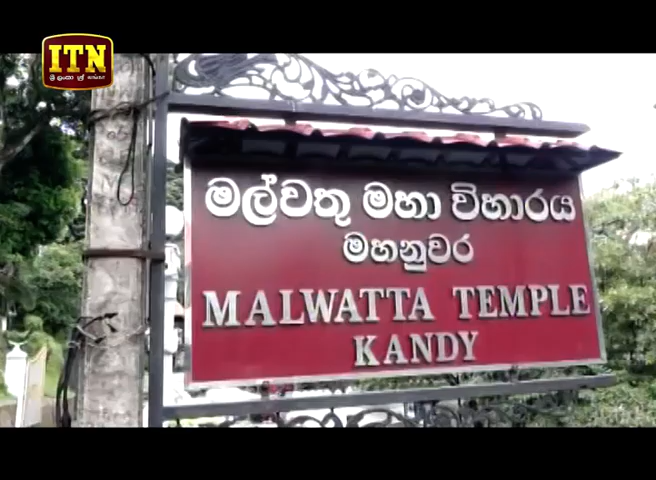 ITN
ශ්‍රී ලංකා
මල්වතු මහා විහාරය
මහනුවර
MALWATTA TEMPLE
KANDY